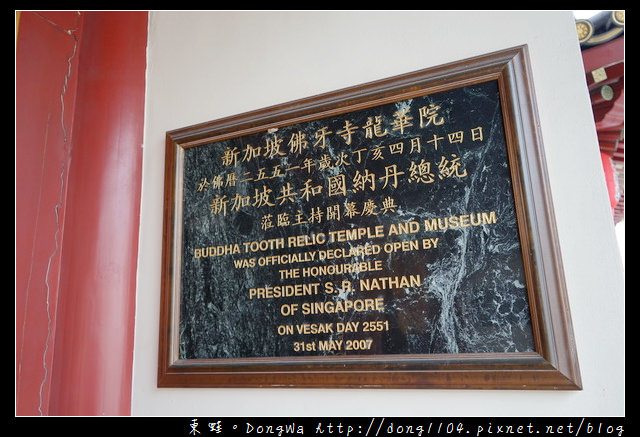 新加坡佛牙寺龍華院
於佛曆二五五一年歲次丁亥四月十四日
新加坡共和國納丹總統
蒞臨主持開幕慶典
BUDDHA TOOTH RELIC TEMPLE AND MUSEUM
WAS OFFICIALLY DECLARED OPEN BY
THE HONOURABLE
PRESIDENT S. R. NATHAN
OF SINGAPORE
ON VESAK DAY 2551
31st MAY 2007
東野。DongWa Http://dong1104.pixnet.net/blog